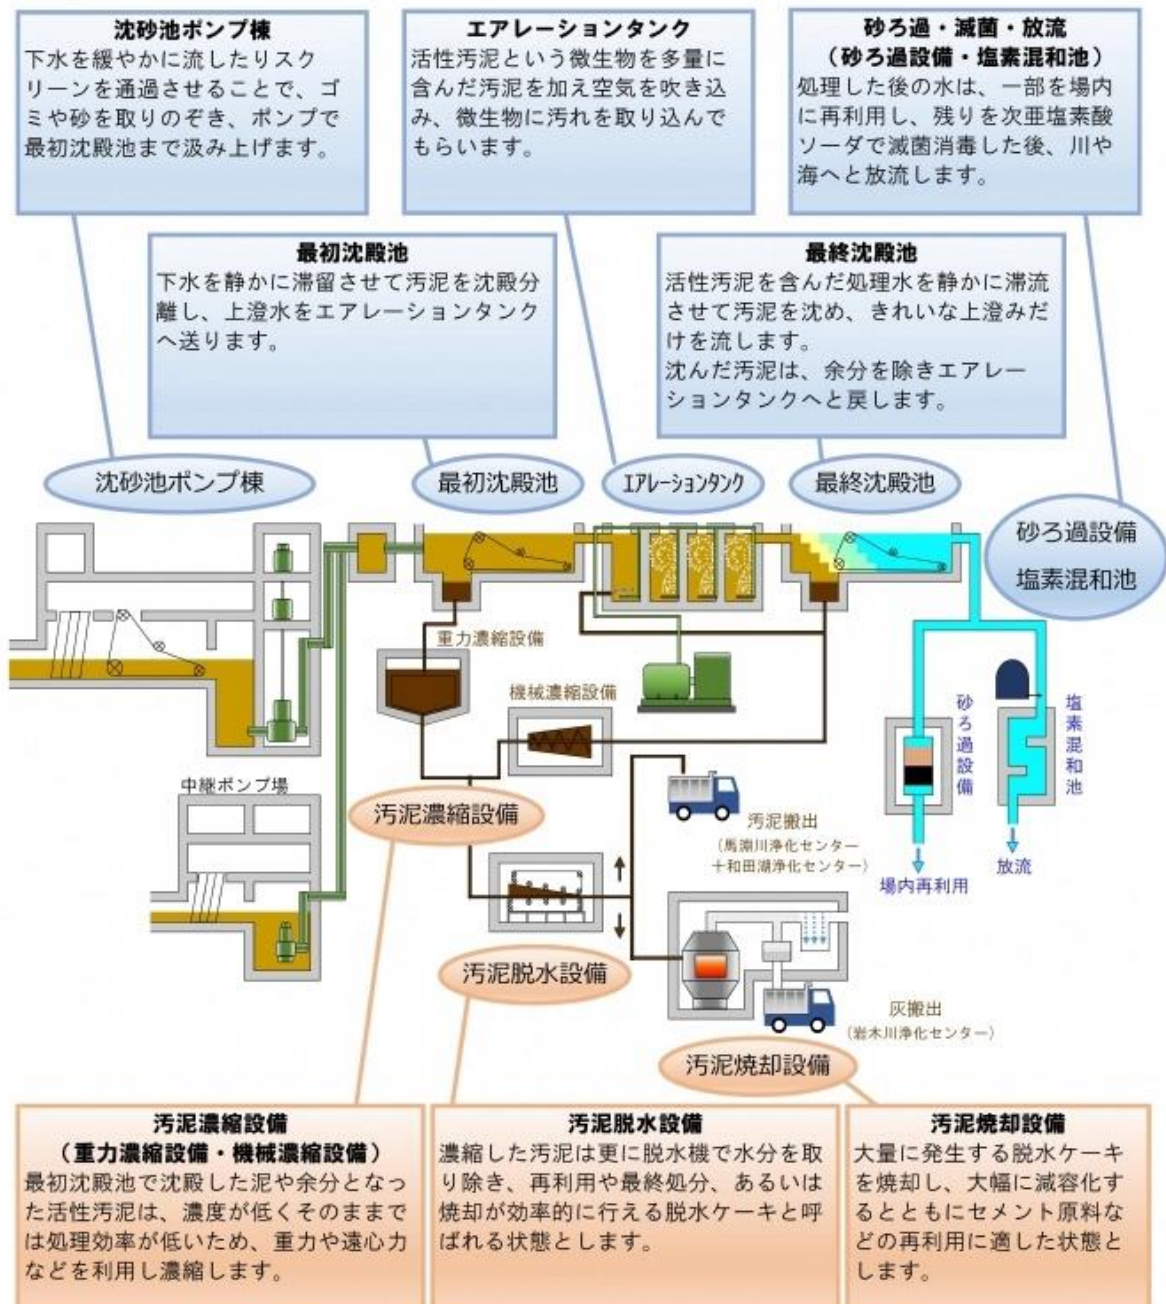 沈砂池ポンプ棟
下水を緩やかに流したりスク
リーンを通過させることで、ゴ
ミや砂を取りのぞき、ポンプで
最初沈殿池まで汲み上げます。
エアレーションタンク
活性汚泥という微生物を多量に
含んだ汚泥を加え空気を吹き込
み、微生物に汚れを取り込んで
もらいます。
砂ろ過・滅菌・放流
（砂ろ過設備・塩素混和池）
処理した後の水は、一部を場内
に再利用し、残りを次亜塩素酸
ソーダで滅菌消毒した後、川や
海へと放流します。
最初沈殿池
下水を静かに滞留させて汚泥を沈殿分
離し、上澄水をエアレーションタンク
へ送ります。
最終沈殿池
活性汚泥を含んだ処理水を静かに滞流
させて汚泥を沈め、きれいな上澄みだ
けを流します。
沈んだ汚泥は、余分を除きエアレー
ションタンクへと戻します。
沈砂池ポンプ棟
最初沈殿池
エアレーションタンク
最終沈殿池
砂ろ過設備
塩素混和池
重力濃縮設備
機械濃縮設備
砂ろ過設備
塩素混和池
中継ポンプ場
汚泥濃縮設備
汚泥搬出
（馬淵川浄化センター
十和田湖浄化センター）
場内再利用
放流
汚泥脱水設備
灰搬出
（岩木川浄化センター）
汚泥焼却設備
汚泥濃縮設備
（重力濃縮設備・機械濃縮設備）
最初沈殿池で沈殿した泥や余分となっ
た活性汚泥は、濃度が低くそのままで
は処理効率が低いため、重力や遠心力
などを利用し濃縮します。
汚泥脱水設備
濃縮した汚泥は更に脱水機で水分を取
り除き、再利用や最終処分、あるいは
焼却が効率的に行える脱水ケーキと呼
ばれる状態とします。
汚泥焼却設備
大量に発生する脱水ケーキ
を焼却し、大幅に減容化す
るとともにセメント原料な
どの再利用に適した状態と
します。